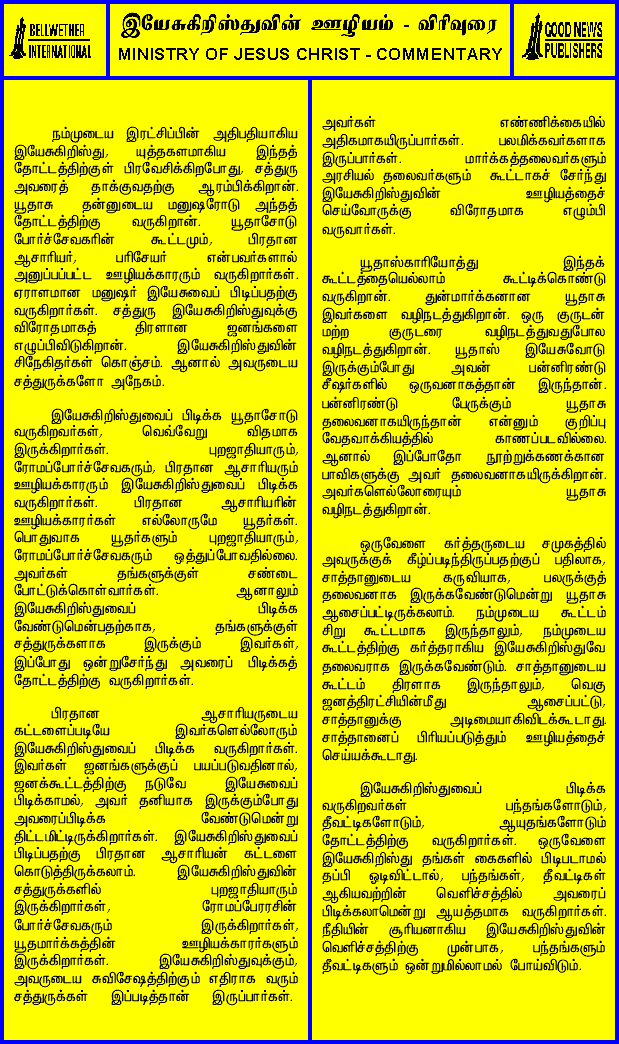 BELLWETHER
INTERNATIONAL
இயேசுகிறிஸ்துவின் ஊழியம் - விரிவுரை
MINISTRY OF JESUS CHRIST - COMMENTARY
GOOD NEWS
PUBLISHERS
நம்முடைய இரட்சிப்பின் அதிபதியாகிய
இயேசுகிறிஸ்து, யுத்தகளமாகிய இந்தத்
தோட்டத்திற்குள் பிரவேசிக்கிறபோது, சத்துரு
அவரைத் தாக்குவதற்கு ஆரம்பிக்கிறான்.
யூதாசு தன்னுடைய மனுஷரோடு அந்தத்
தோட்டத்திற்கு வருகிறான். யூதாசோடு
போர்ச்சேவகரின் கூட்டமும், பிரதான
ஆசாரியர், பரிசேயர் என்பவர்களால்
அனுப்பப்பட்ட ஊழியக்காரரும் வருகிறார்கள்.
ஏராளமான மனுஷர் இயேசுவைப் பிடிப்பதற்கு
வருகிறார்கள். சத்துரு இயேசுகிறிஸ்துவுக்கு
விரோதமாகத் திரளான ஜனங்களை
எழுப்பிவிடுகிறான். இயேசுகிறிஸ்துவின்
சிநேகிதர்கள் கொஞ்சம். ஆனால் அவருடைய
சத்துருக்களோ அநேகம்.
இயேசுகிறிஸ்துவைப் பிடிக்க யூதாசோடு
வருகிறவர்கள், வெவ்வேறு விதமாக
இருக்கிறார்கள். புறஜாதியாரும்,
ரோமப்போர்ச்சேவகரும், பிரதான ஆசாரியரும்
ஊழியக்காரரும் இயேசுகிறிஸ்துவைப் பிடிக்க
வருகிறார்கள். பிரதான ஆசாரியரின்
ஊழியக்காரர்கள் எல்லோருமே யூதர்கள்.
பொதுவாக யூதர்களும் புறஜாதியாரும்,
ரோமப்போர்ச்சேவகரும் ஒத்துப்போவதில்லை.
அவர்கள் தங்களுக்குள் சண்டை
போட்டுக்கொள்வார்கள். ஆனாலும்
இயேசுகிறிஸ்துவைப் பிடிக்க
வேண்டுமென்பதற்காக, தங்களுக்குள்
சத்துருக்களாக இருக்கும் இவர்கள்,
இப்போது ஒன்றுசேர்ந்து அவரைப் பிடிக்கத்
தோட்டத்திற்கு வருகிறார்கள்.
பிரதான ஆசாரியருடைய
கட்டளைப்படியே இவர்களெல்லோரும்
இயேசுகிறிஸ்துவைப் பிடிக்க வருகிறார்கள்.
இவர்கள் ஜனங்களுக்குப் பயப்படுவதினால்,
ஜனக்கூட்டத்திற்கு நடுவே இயேசுவைப்
பிடிக்காமல், அவர் தனியாக இருக்கும்போது
அவரைப்பிடிக்க வேண்டுமென்று
திட்டமிட்டிருக்கிறார்கள். இயேசுகிறிஸ்துவைப்
பிடிப்பதற்கு பிரதான ஆசாரியன் கட்டளை
கொடுத்திருக்கலாம். இயேசுகிறிஸ்துவின்
சத்துருக்களில் புறஜாதியாரும்
இருக்கிறார்கள், ரோமப்பேரரசின்
போர்ச்சேவகரும் இருக்கிறார்கள்,
யூதமார்க்கத்தின் ஊழியக்காரர்களும்
இருக்கிறார்கள். இயேசுகிறிஸ்துவுக்கும்,
அவருடைய சுவிசேஷத்திற்கும் எதிராக வரும்
சத்துருக்கள் இப்படித்தான் இருப்பார்கள்.
அவர்கள் எண்ணிக்கையில்
அதிகமாகயிருப்பார்கள். பலமிக்கவர்களாக
இருப்பார்கள். மார்க்கத்தலைவர்களும்
அரசியல் தலைவர்களும் கூட்டாகச் சேர்ந்து
இயேசுகிறிஸ்துவின் ஊழியத்தைச்
செய்வோருக்கு விரோதமாக எழும்பி
வருவார்கள்.
யூதாஸ்காரியோத்து இந்தக்
கூட்டத்தையெல்லாம் கூட்டிக்கொண்டு
வருகிறான். துன்மார்க்கனான யூதாசு
இவர்களை வழிநடத்துகிறான். ஒரு குருடன்
மற்ற குருடரை வழிநடத்துவதுபோல
வழிநடத்துகிறான். யூதாஸ் இயேசுவோடு
இருக்கும்போது அவன் பன்னிரண்டு
சீஷர்களில் ஒருவனாகத்தான் இருந்தான்.
பன்னிரண்டு பேருக்கும் யூதாசு
தலைவனாகயிருந்தான் என்னும் குறிப்பு
வேதவாக்கியத்தில் காணப்படவில்லை.
ஆனால் இப்போதோ நூற்றுக்கணக்கான
பாவிகளுக்கு அவர் தலைவனாகயிருக்கிறான்.
அவர்களெல்லோரையும் யூதாசு
வழிநடத்துகிறான்.
ஒருவேளை கர்த்தருடைய சமுகத்தில்
அவருக்குக் கீழ்ப்படிந்திருப்பதற்குப் பதிலாக,
சாத்தானுடைய கருவியாக, பலருக்குத்
தலைவனாக இருக்கவேண்டுமென்று யூதாசு
ஆசைப்பட்டிருக்கலாம். நம்முடைய கூட்டம்
சிறு கூட்டமாக இருந்தாலும், நம்முடைய
கூட்டத்திற்கு கர்த்தராகிய இயேசுகிறிஸ்துவே
தலைவராக இருக்கவேண்டும். சாத்தானுடைய
கூட்டம் திரளாக இருந்தாலும், வெகு
ஜனத்திரட்சியின்மீது ஆசைப்பட்டு,
சாத்தானுக்கு அடிமையாகிவிடக்கூடாது.
சாத்தானைப் பிரியப்படுத்தும் ஊழியத்தைச்
செய்யக்கூடாது.
இயேசுகிறிஸ்துவைப் பிடிக்க
வருகிறவர்கள் பந்தங்களோடும்,
தீவட்டிகளோடும், ஆயுதங்களோடும்
தோட்டத்திற்கு வருகிறார்கள். ஒருவேளை
இயேசுகிறிஸ்து தங்கள் கைகளில் பிடிபடாமல்
தப்பி ஓடிவிட்டால், பந்தங்கள், தீவட்டிகள்
ஆகியவற்றின் வெளிச்சத்தில் அவரைப்
பிடிக்கலாமென்று ஆயத்தமாக வருகிறார்கள்.
நீதியின் சூரியனாகிய இயேசுகிறிஸ்துவின்
வெளிச்சத்திற்கு முன்பாக, பந்தங்களும்
தீவட்டிகளும் ஒன்றுமில்லாமல் போய்விடும்.